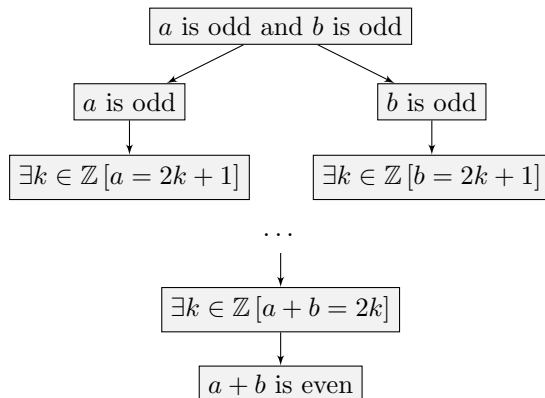 a is odd and b is odd
a is odd
b is odd
∃k ∈ ℤ [a = 2k + 1]
∃k ∈ ℤ [b = 2k + 1]
...
∃k ∈ ℤ [a + b = 2k]
a + b is even